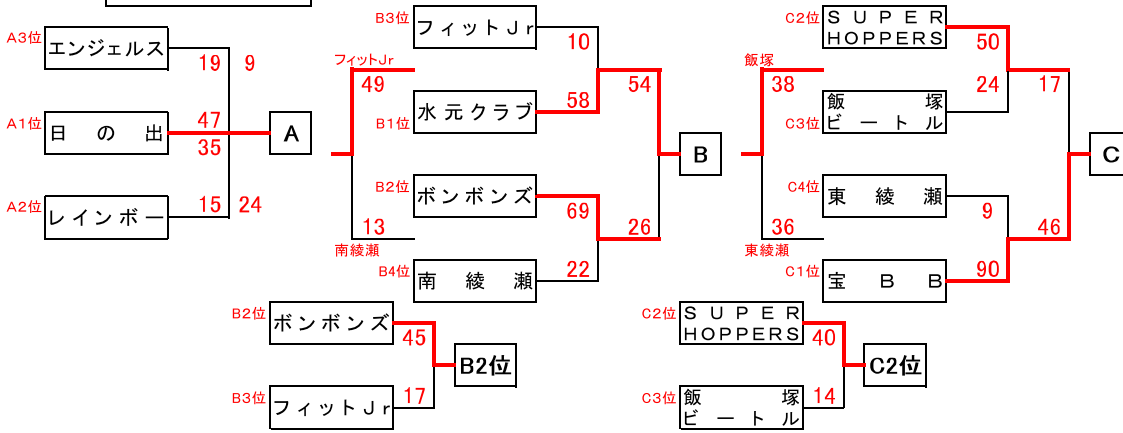 A3位
エンジェルス
19
9
A1位
日の出
47
35
A
A2位
レインボー
15
24
B3位
フィットJr
10
フィットJr
49
54
58
水元クラブ
B1位
B
B2位
ボンボンズ
69
13
南綾瀬
26
B4位
南綾瀬
22
C2位
SUPER
HOPPERS
50
飯塚
38
24
17
飯塚
ビートル
C3位
C
C4位
東綾瀬
9
36
東綾瀬
46
C1位
宝BB
90
B2位
ボンボンズ
45
B2位
B3位
フィットJr
17
C2位
SUPER
HOPPERS
40
C2位
C3位
飯塚
ビートル
14